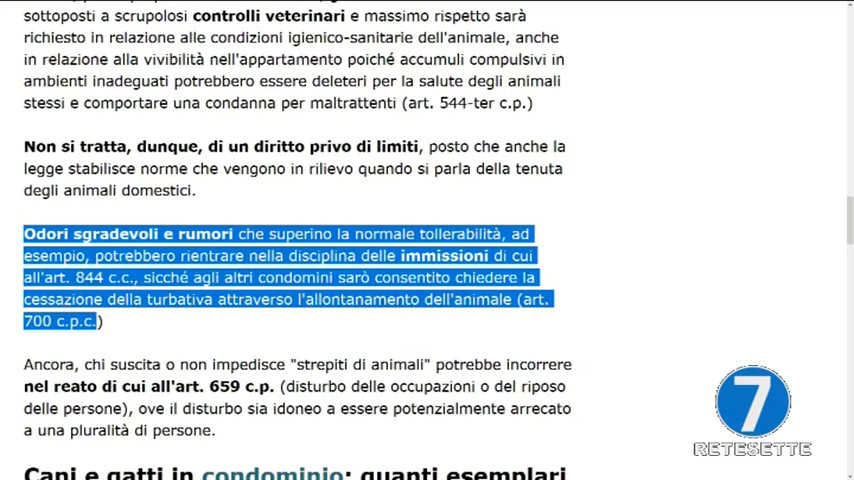 sottoposti a scrupolosi controlli veterinari e massimo rispetto sarà
richiesto in relazione alle condizioni igienico-sanitarie dell'animale, anche
in relazione alla vivibilità nell'appartamento poiché accumuli compulsivi in
ambienti inadeguati potrebbero essere deleteri per la salute degli animali
stessi e comportare una condanna per maltrattenti (art. 544-ter c.p.)
Non si tratta, dunque, di un diritto privo di limiti, posto che anche la
legge stabilisce norme che vengono in rilievo quando si parla della tenuta
degli animali domestici.
Odori sgradevoli e rumori che superino la normale tollerabilità, ad
esempio, potrebbero rientrare nella disciplina delle immissioni di cui
all'art. 844 c.c., sicché agli altri condomini sarò consentito chiedere la
cessazione della turbativa attraverso l'allontanamento dell'animale (art.
700 c.p.c.)
Ancora, chi suscita o non impedisce "strepiti di animali" potrebbe incorrere
nel reato di cui all'art. 659 c.p. (disturbo delle occupazioni o del riposo
delle persone), ove il disturbo sia idoneo a essere potenzialmente arrecato
a una pluralità di persone.
7
RETESETTE
Cani e gatti in condominio: quanti esemplari